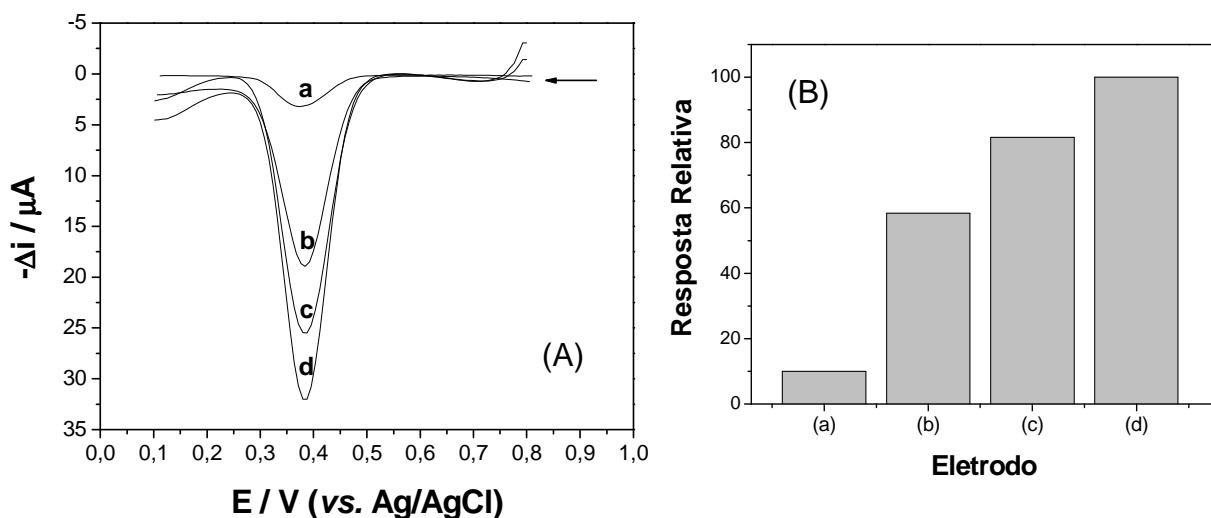 -5
0
5
10
15
20
25
30
35
-Δi / μA
a
b
c
d
(A)
0,0 0,1 0,2 0,3 0,4 0,5 0,6 0,7 0,8 0,9 1,0
E / V (vs. Ag/AgCl)
(B)
100
80
60
40
20
0
Resposta Relativa
(a) (b) (c) (d)
Eletrodo